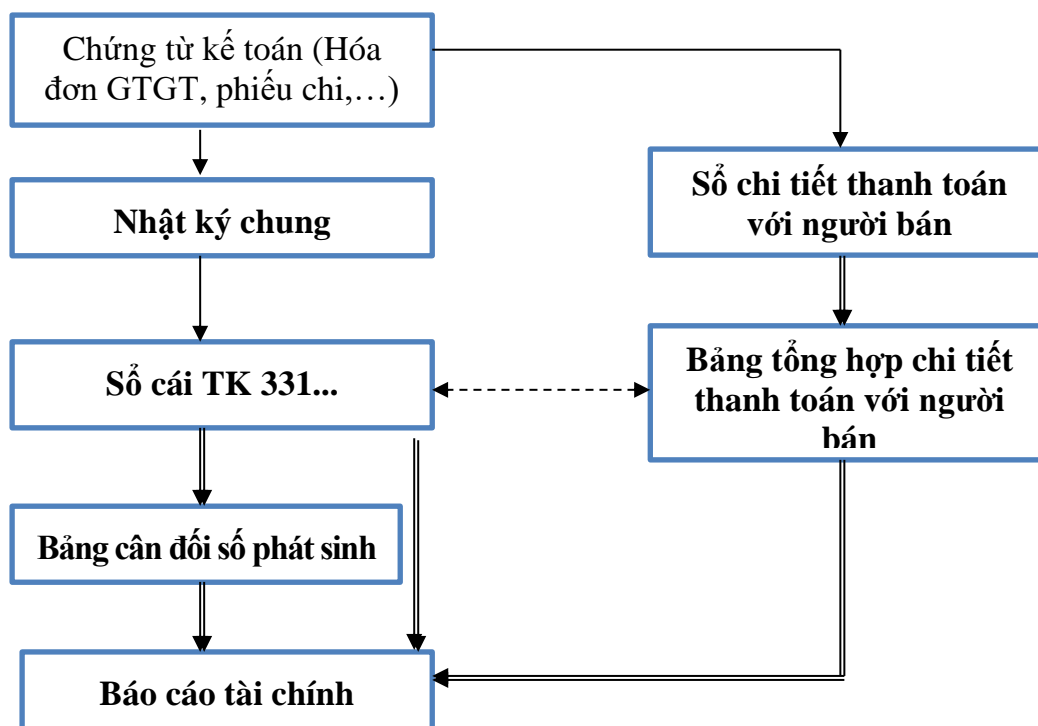 Chứng từ kế toán (Hóa
đơn GTGT, phiếu chi,…)
Nhật ký chung
Sổ chi tiết thanh toán
với người bán
Sổ cái TK 331...
Bảng tổng hợp chi tiết
thanh toán với người
bán
Bảng cân đối số phát sinh
Báo cáo tài chính